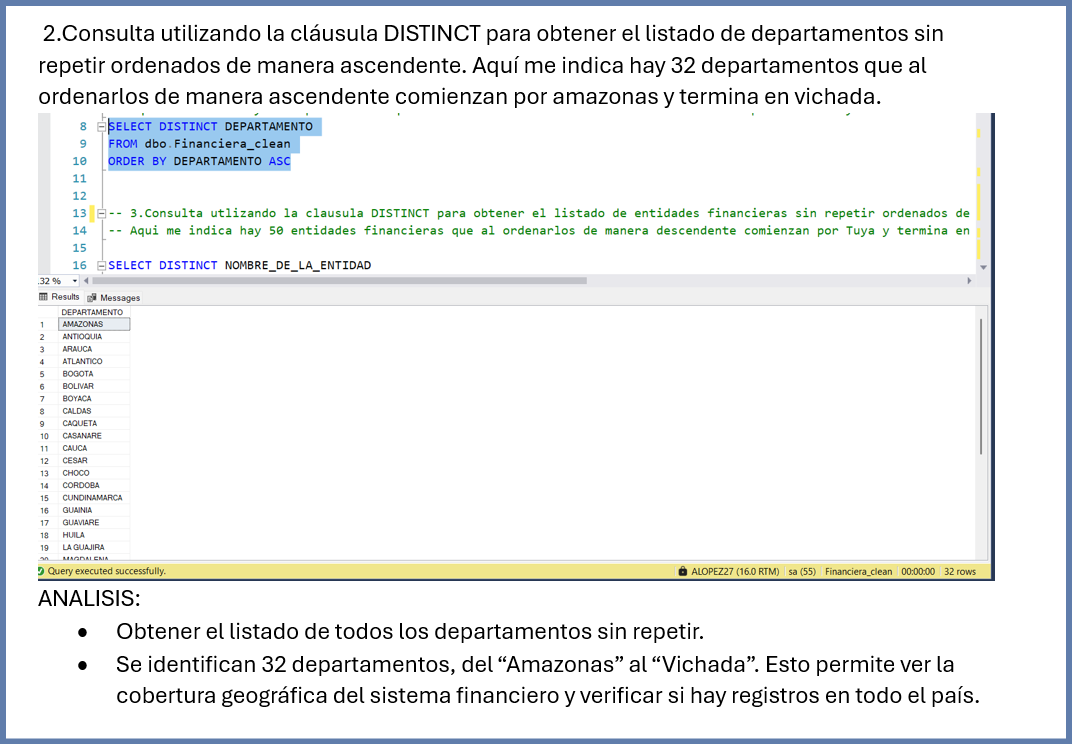 2.Consulta utilizando la cláusula DISTINCT para obtener el listado de departamentos sin
repetir ordenados de manera ascendente. Aquí me indica hay 32 departamentos que al
ordenarlos de manera ascendente comienzan por amazonas y termina en vichada.
8 SELECT DISTINCT DEPARTAMENTO
9 FROM dbo.Financiera_clean
10 ORDER BY DEPARTAMENTO ASC
11
12
13 -- 3.Consulta utlizando la clausula DISTINCT para obtener el listado de entidades financieras sin repetir ordenados de
14 -- Aqui me indica hay 50 entidades financieras que al ordenarlos de manera descendente comienzan por Tuya y termina en
15
16 SELECT DISTINCT NOMBRE_DE_LA_ENTIDAD
.32 %
Results Messages
DEPARTAMENTO
1 AMAZONAS
2 ANTIOQUIA
3 ARAUCA
4 ATLANTICO
5 BOGOTA
6 BOLIVAR
7 BOYACA
8 CALDAS
9 CAQUETA
10 CASANARE
11 CAUCA
12 CESAR
13 CHOCO
14 CORDOBA
15 CUNDINAMARCA
16 GUAINIA
17 GUAVIARE
18 HUILA
19 LA GUAJIRA
20 MAGDALENA
Query executed successfully. ALOPEZ27 (16.0 RTM) sa (55) Financiera_clean 00:00:00 32 rows
ANALISIS:
● Obtener el listado de todos los departamentos sin repetir.
● Se identifican 32 departamentos, del “Amazonas” al “Vichada”. Esto permite ver la
cobertura geográfica del sistema financiero y verificar si hay registros en todo el país.